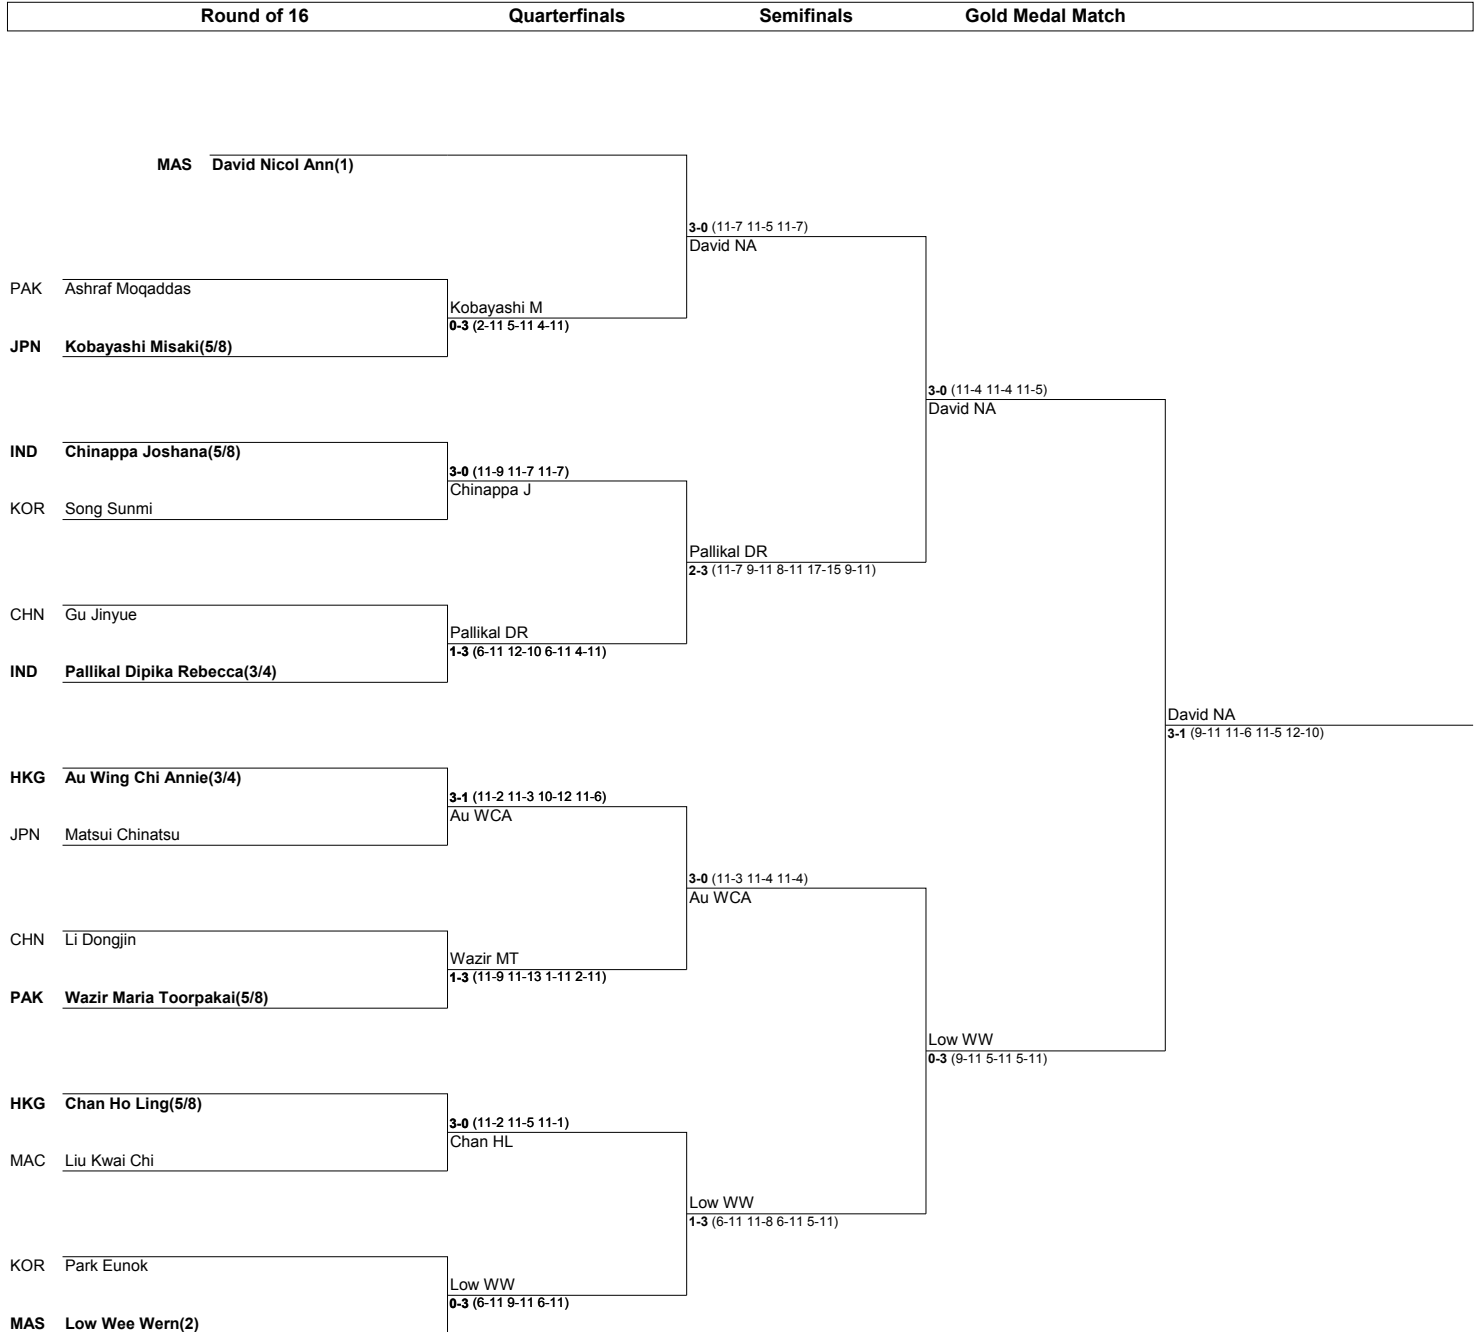 Round of 16 Quarterfinals Semifinals Gold Medal Match
MAS David Nicol Ann(1)
3-0 (11-7 11-5 11-7)
David NA
PAK Ashraf Moqaddas
Kobayashi M
0-3 (2-11 5-11 4-11)
JPN Kobayashi Misaki(5/8)
3-0 (11-4 11-4 11-5)
David NA
IND Chinappa Joshana(5/8)
3-0 (11-9 11-7 11-7)
Chinappa J
KOR Song Sunmi
Pallikal DR
2-3 (11-7 9-11 8-11 17-15 9-11)
CHN Gu Jinyue
Pallikal DR
1-3 (6-11 12-10 6-11 4-11)
IND Pallikal Dipika Rebecca(3/4)
David NA
3-1 (9-11 11-6 11-5 12-10)
HKG Au Wing Chi Annie(3/4)
3-1 (11-2 11-3 10-12 11-6)
Au WCA
JPN Matsui Chinatsu
3-0 (11-3 11-4 11-4)
Au WCA
CHN Li Dongjin
Wazir MT
1-3 (11-9 11-13 1-11 2-11)
PAK Wazir Maria Toorpakai(5/8)
Low WW
0-3 (9-11 5-11 5-11)
HKG Chan Ho Ling(5/8)
3-0 (11-2 11-5 11-1)
Chan HL
MAC Liu Kwai Chi
Low WW
1-3 (6-11 11-8 6-11 5-11)
KOR Park Eunok
Low WW
0-3 (6-11 9-11 6-11)
MAS Low Wee Wern(2)